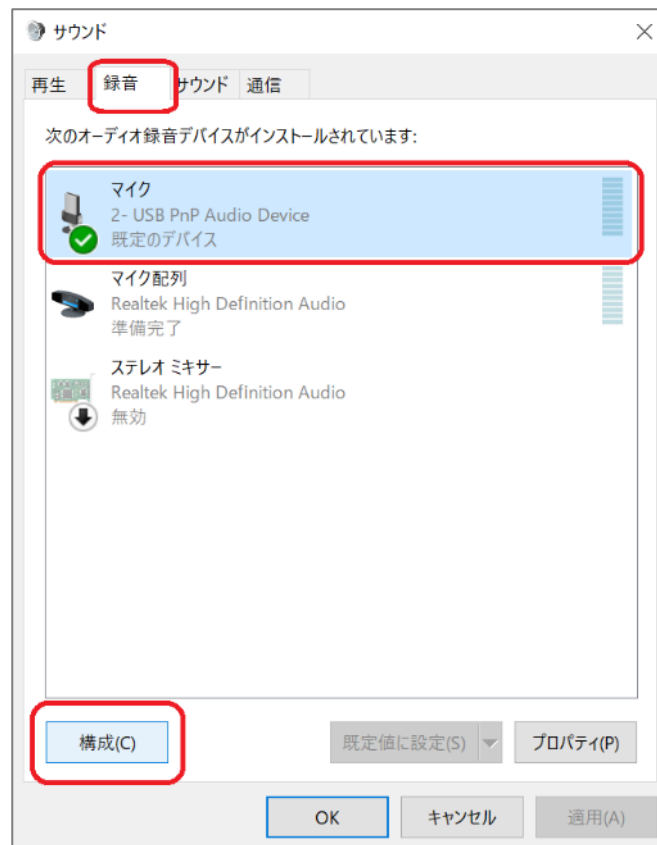 サウンド
再生 録音 サウンド 通信
次のオーディオ録音デバイスがインストールされています:
マイク
2- USB PnP Audio Device
既定のデバイス
マイク配列
Realtek High Definition Audio
準備完了
ステレオ ミキサー
Realtek High Definition Audio
無効
構成(C) 既定値に設定(S) プロパティ(P)
OK キャンセル 適用(A)